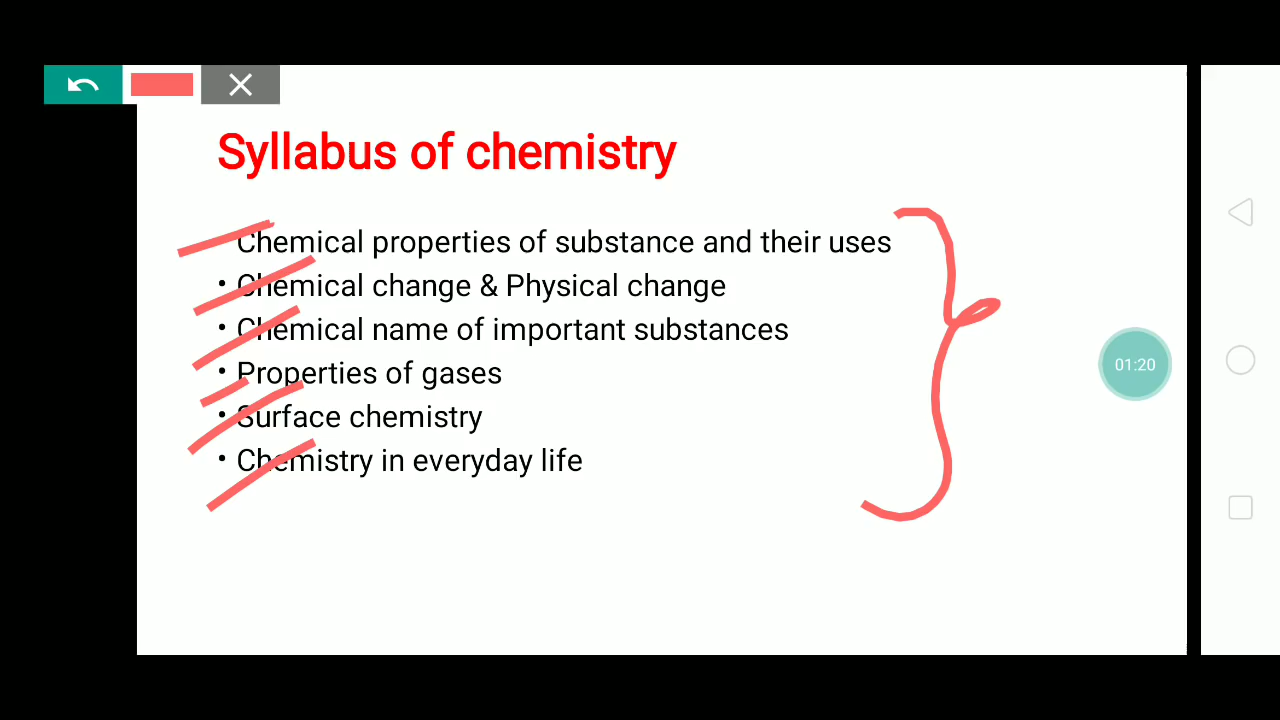 Syllabus of chemistry
Chemical properties of substance and their uses
• Chemical change & Physical change
• Chemical name of important substances
• Properties of gases
• Surface chemistry
• Chemistry in everyday life
01:20